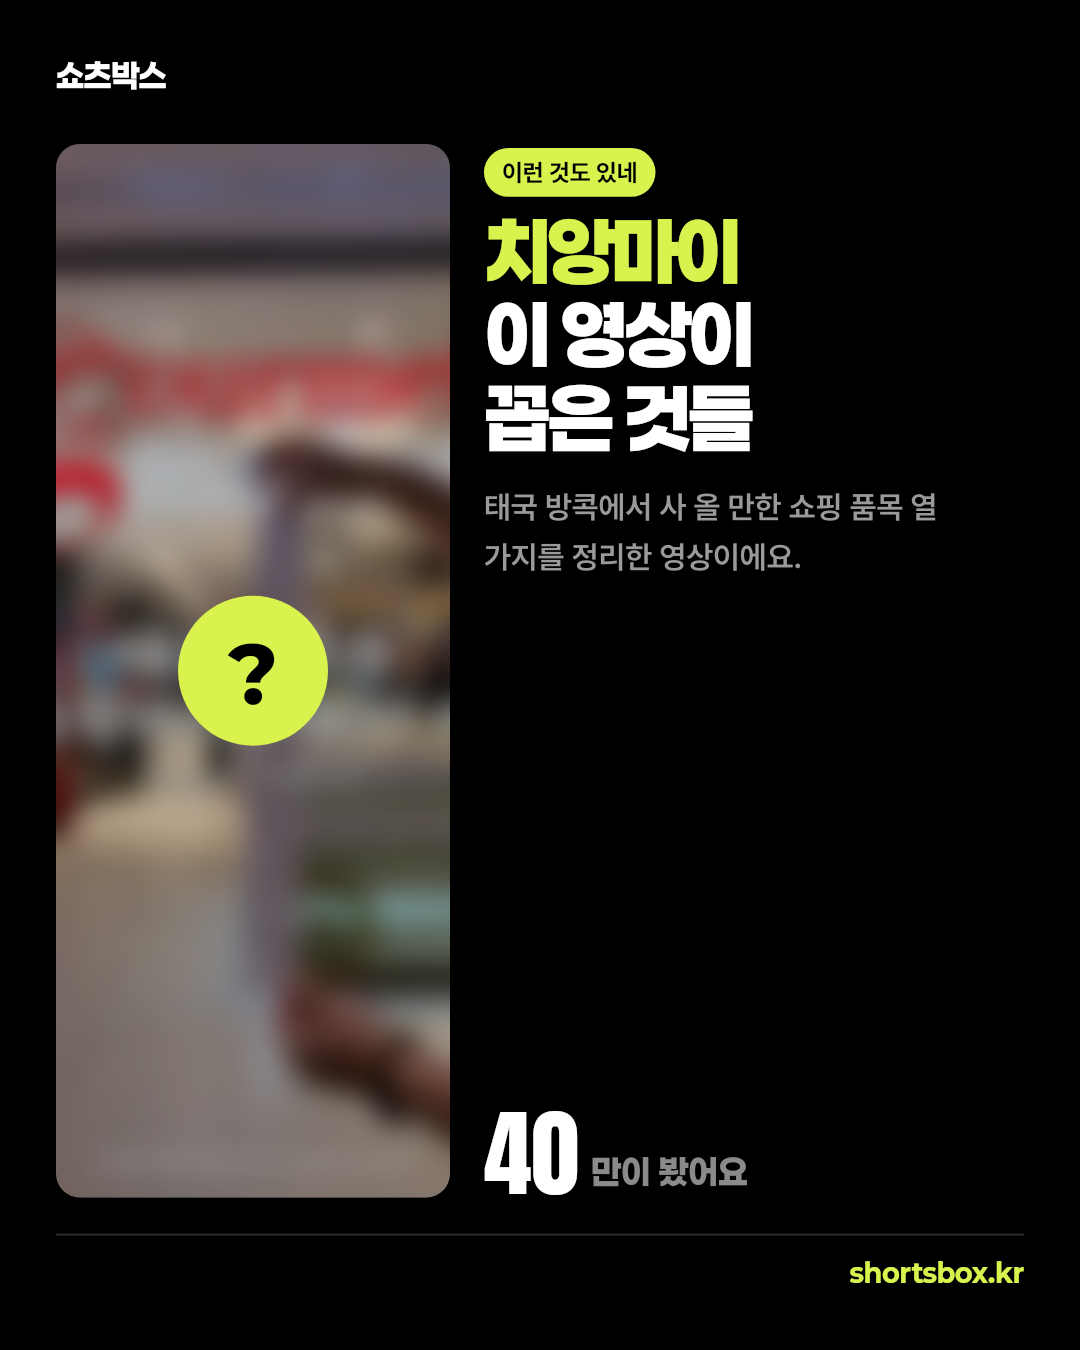 쇼츠박스
이런 것도 있네
치앙마이
이 영상이
꼽은 것들
태국 방콕에서 사 올 만한 쇼핑 품목 열
가지를 정리한 영상이에요.
?
40 만이 봤어요
shortsbox.kr